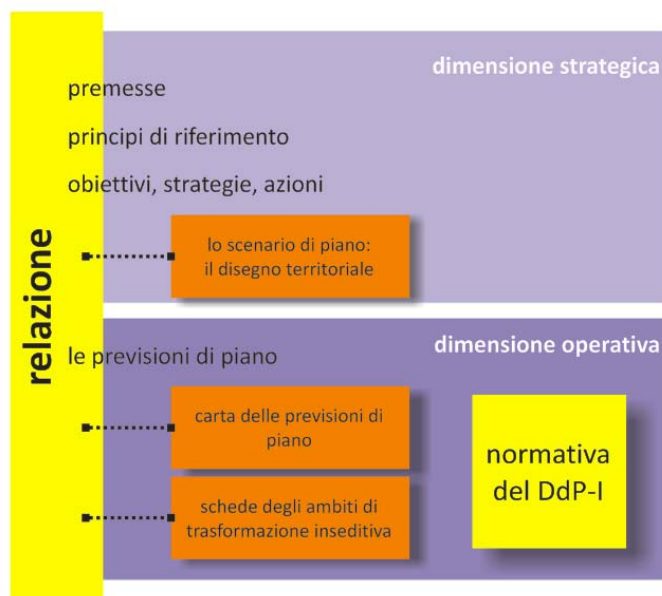 relazione
dimensione strategica
premesse
principi di riferimento
obiettivi, strategie, azioni
lo scenario di piano:
il disegno territoriale
dimensione operativa
le previsioni di piano
carta delle previsioni di
piano
schede degli ambiti di
trasformazione inseditiva
normativa
del DdP-I